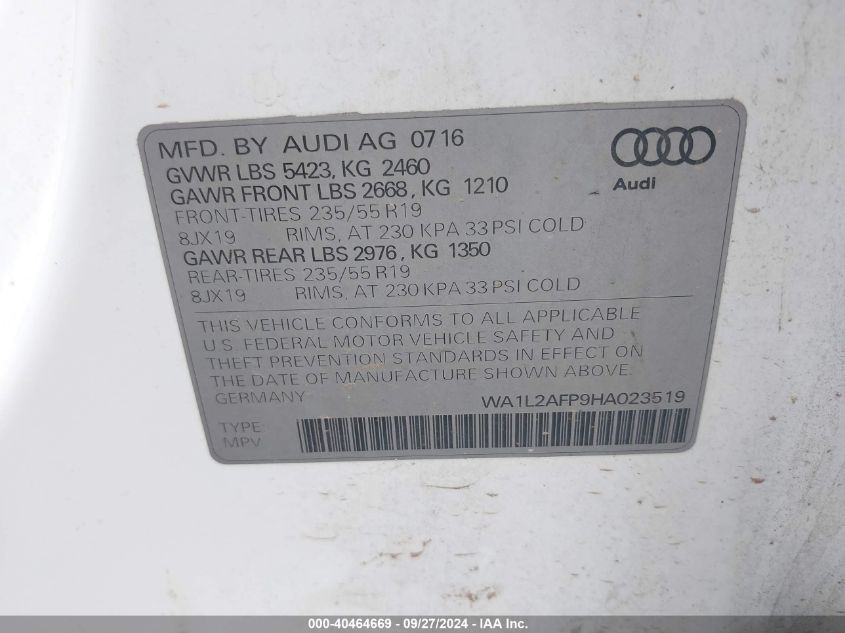 MFD. BY AUDI AG 0716
GVWR LBS 5423, KG 2460
GAWR FRONT LBS 2668, KG 1210
FRONT-TIRES 235/55 R19
8JX19 RIMS, AT 230 KPA 33 PSI COLD
GAWR REAR LBS 2976, KG 1350
REAR-TIRES 235/55 R19
8JX19 RIMS, AT 230 KPA 33 PSI COLD
Audi
THIS VEHICLE CONFORMS TO ALL APPLICABLE
U.S. FEDERAL MOTOR VEHICLE SAFETY AND
THEFT PREVENTION STANDARDS IN EFFECT ON
THE DATE OF MANUFACTURE SHOWN ABOVE.
GERMANY WA1L2AFP9HA023519
TYPE:
MPV
000-40464669 - 09/27/2024 - IAA Inc.